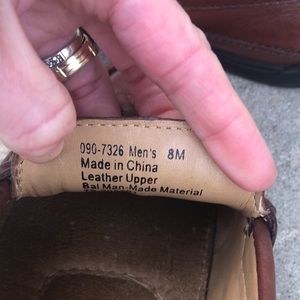 090-7326 Men's 8M
Made in China
Leather Upper
Bal Man-Made Material